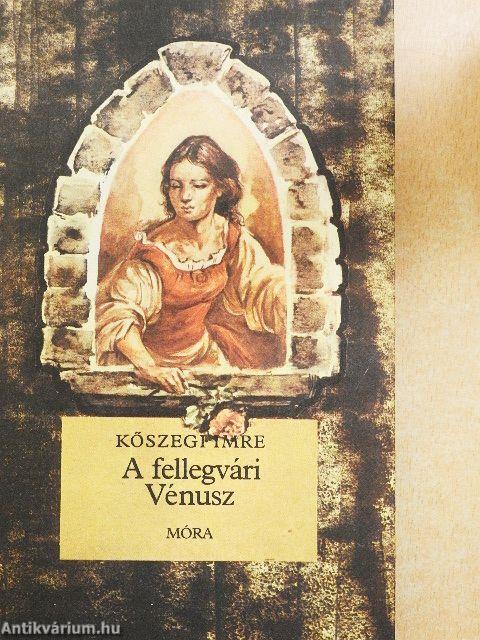 KŐSZEGI IMRE
A fellegvári
Vénusz
MÓRA
Antikvárium.hu